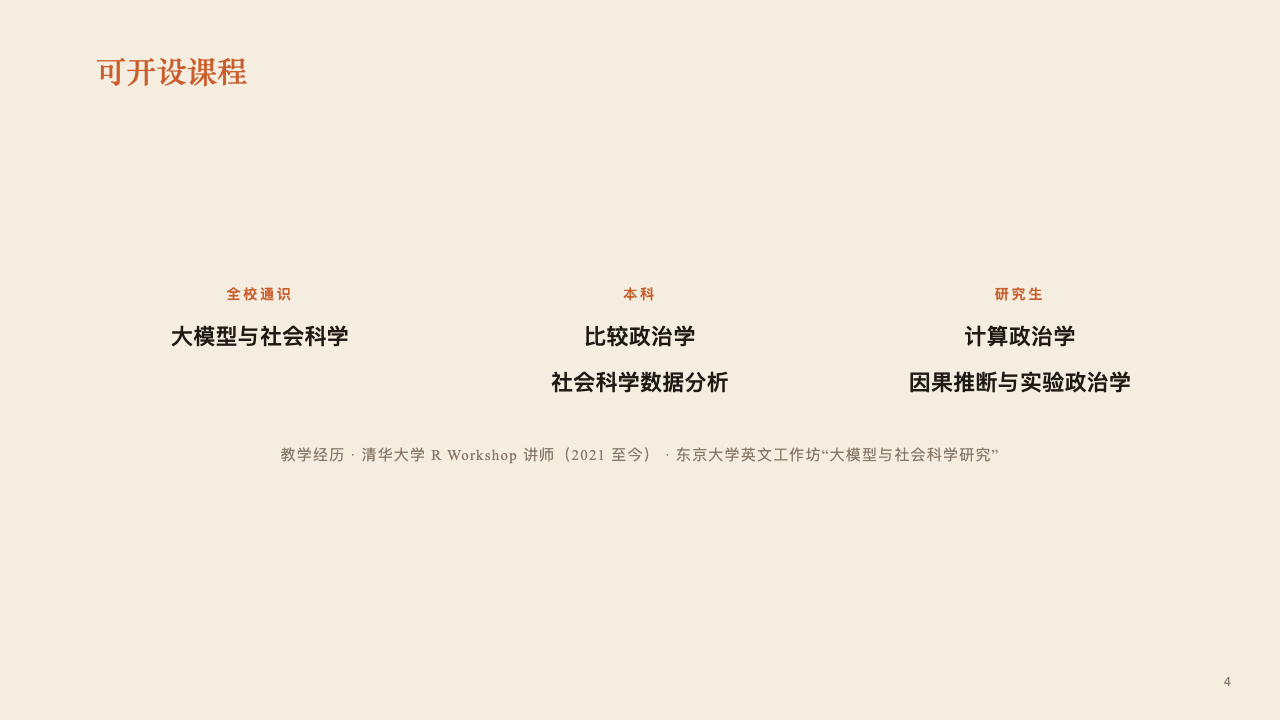 可开设课程
全校通识
大模型与社会科学
本科
比较政治学
社会科学数据分析
研究生
计算政治学
因果推断与实验政治学
教学经历 · 清华大学 R Workshop 讲师（2021 至今） · 东京大学英文工作坊“大模型与社会科学研究”
4